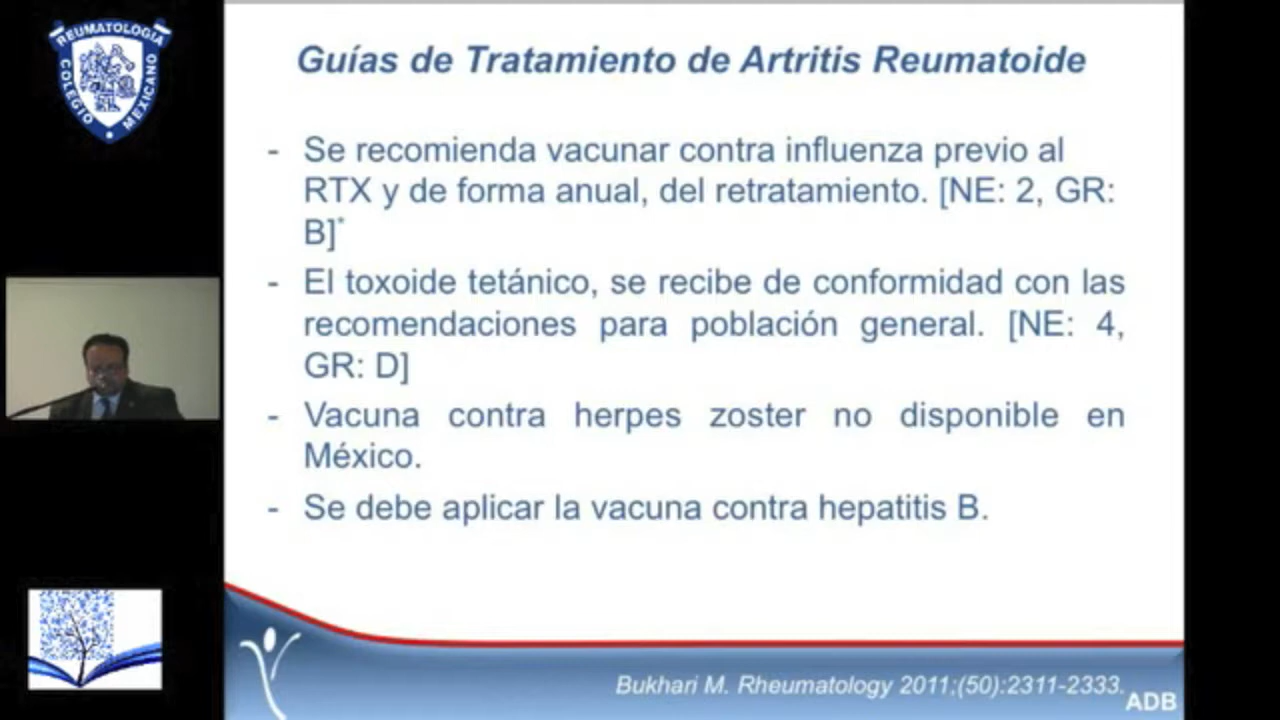 REUMATOLOGIA
COLEGIO
MEXICANO
Guías de Tratamiento de Artritis Reumatoide
- Se recomienda vacunar contra influenza previo al
RTX y de forma anual, del retratamiento. [NE: 2, GR:
B]*
- El toxoide tetánico, se recibe de conformidad con las
recomendaciones para población general. [NE: 4,
GR: D]
- Vacuna contra herpes zoster no disponible en
México.
- Se debe aplicar la vacuna contra hepatitis B.
Bukhari M. Rheumatology 2011;(50):2311-2333.
ADB